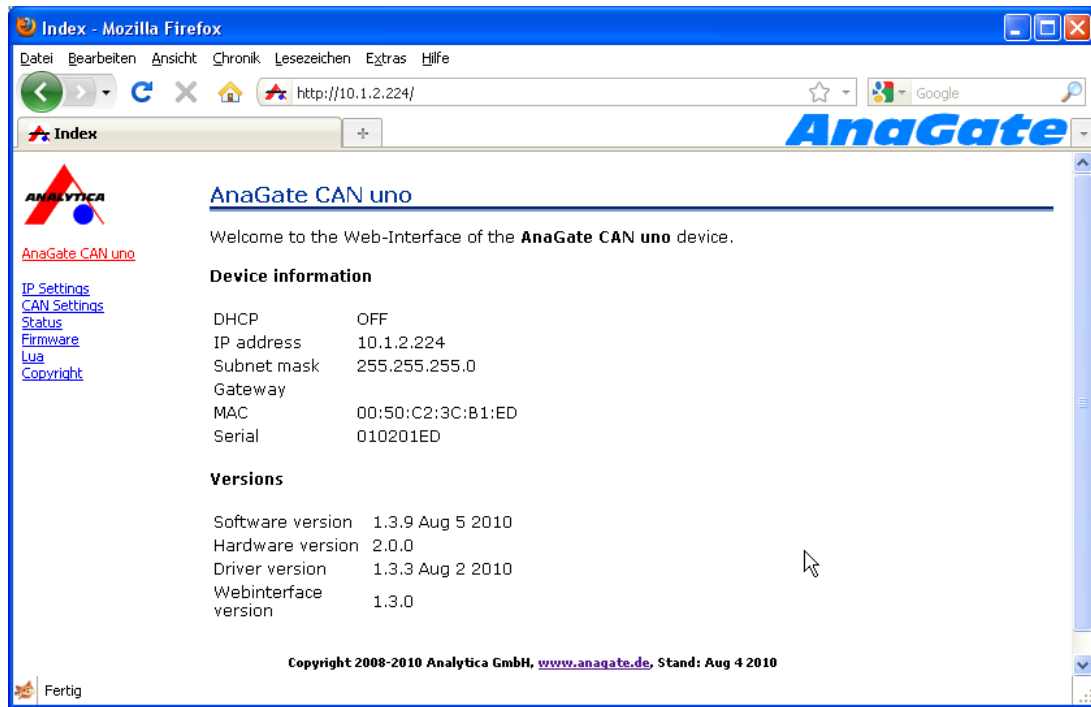 Index - Mozilla Firefox
Datei Bearbeiten Ansicht Chronik Lesezeichen Extras Hilfe
http://10.1.2.224/
Google
Index
AnaGate
ANALYTICA
AnaGate CAN uno
IP Settings
CAN Settings
Status
Firmware
Lua
Copyright
AnaGate CAN uno
Welcome to the Web-Interface of the AnaGate CAN uno device.
Device information
DHCP OFF
IP address 10.1.2.224
Subnet mask 255.255.255.0
Gateway
MAC 00:50:C2:3C:B1:ED
Serial 010201ED
Versions
Software version 1.3.9 Aug 5 2010
Hardware version 2.0.0
Driver version 1.3.3 Aug 2 2010
Webinterface
version 1.3.0
Copyright 2008-2010 Analytica GmbH, www.anagate.de, Stand: Aug 4 2010
Fertig